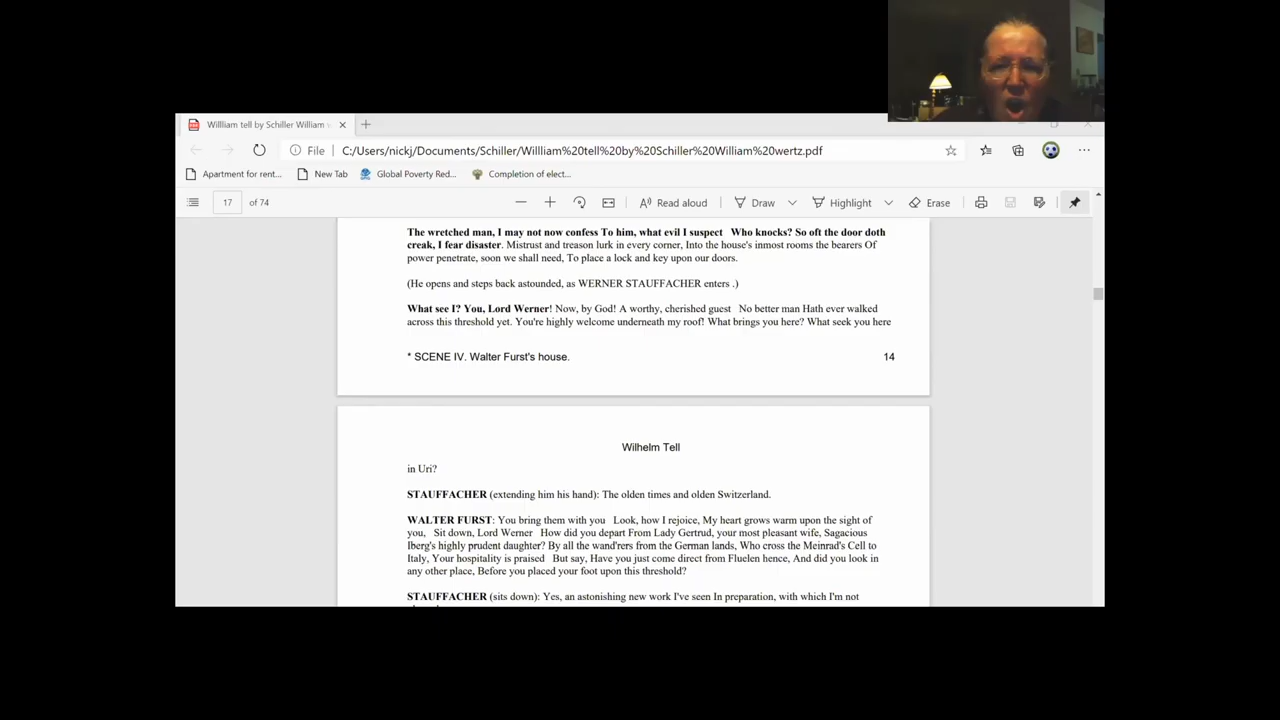 Willliam tell by Schiller William
File C:/Users/nickj/Documents/Schiller/Willliam%20tell%20by%20Schiller%20William%20wertz.pdf
Apartment for rent... New Tab Global Poverty Red... Completion of elect...
17 of 74 Read aloud Draw Highlight Erase
The wretched man, I may not now confess To him, what evil I suspect Who knocks? So oft the door doth
creak, I fear disaster. Mistrust and treason lurk in every corner, Into the house's inmost rooms the bearers Of
power penetrate, soon we shall need, To place a lock and key upon our doors.
(He opens and steps back astounded, as WERNER STAUFFACHER enters .)
What see I? You, Lord Werner! Now, by God! A worthy, cherished guest No better man Hath ever walked
across this threshold yet. You're highly welcome underneath my roof! What brings you here? What seek you here
* SCENE IV. Walter Furst's house. 14
Wilhelm Tell
in Uri?
STAUFFACHER (extending him his hand): The olden times and olden Switzerland.
WALTER FURST: You bring them with you Look, how I rejoice, My heart grows warm upon the sight of
you, Sit down, Lord Werner How did you depart From Lady Gertrud, your most pleasant wife, Sagacious
Iberg's highly prudent daughter? By all the wand'rers from the German lands, Who cross the Meinrad's Cell to
Italy, Your hospitality is praised But say, Have you just come direct from Fluelen hence, And did you look in
any other place, Before you placed your foot upon this threshold?
STAUFFACHER (sits down): Yes, an astonishing new work I've seen In preparation, with which I'm not